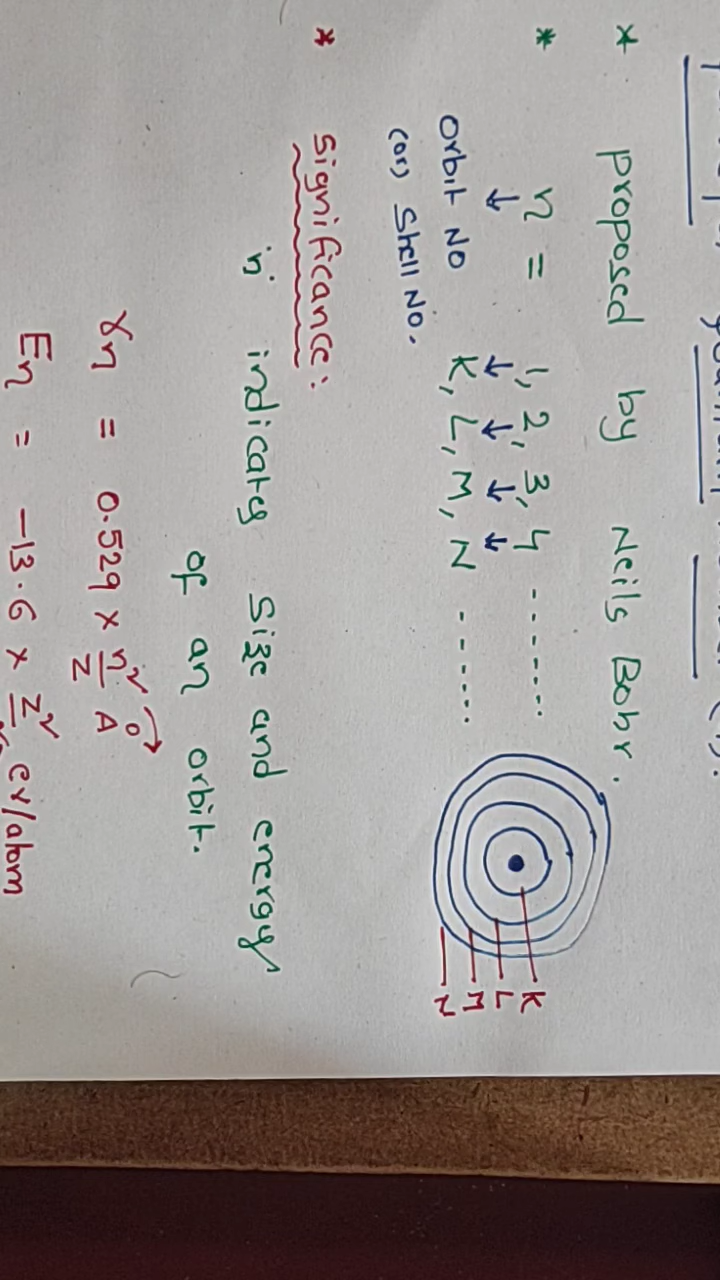 * Proposed by Neils Bohr.
* n = 1, 2, 3, 4 -------
↓ ↓ ↓ ↓ ↓
Orbit No K, L, M, N -------
(or) Shell No.
K
L
M
N
* Significance:
'n' indicates size and energy
of an orbit.
rn = 0.529 × n²/Z A°
En = -13.6 × Z² ev/atom